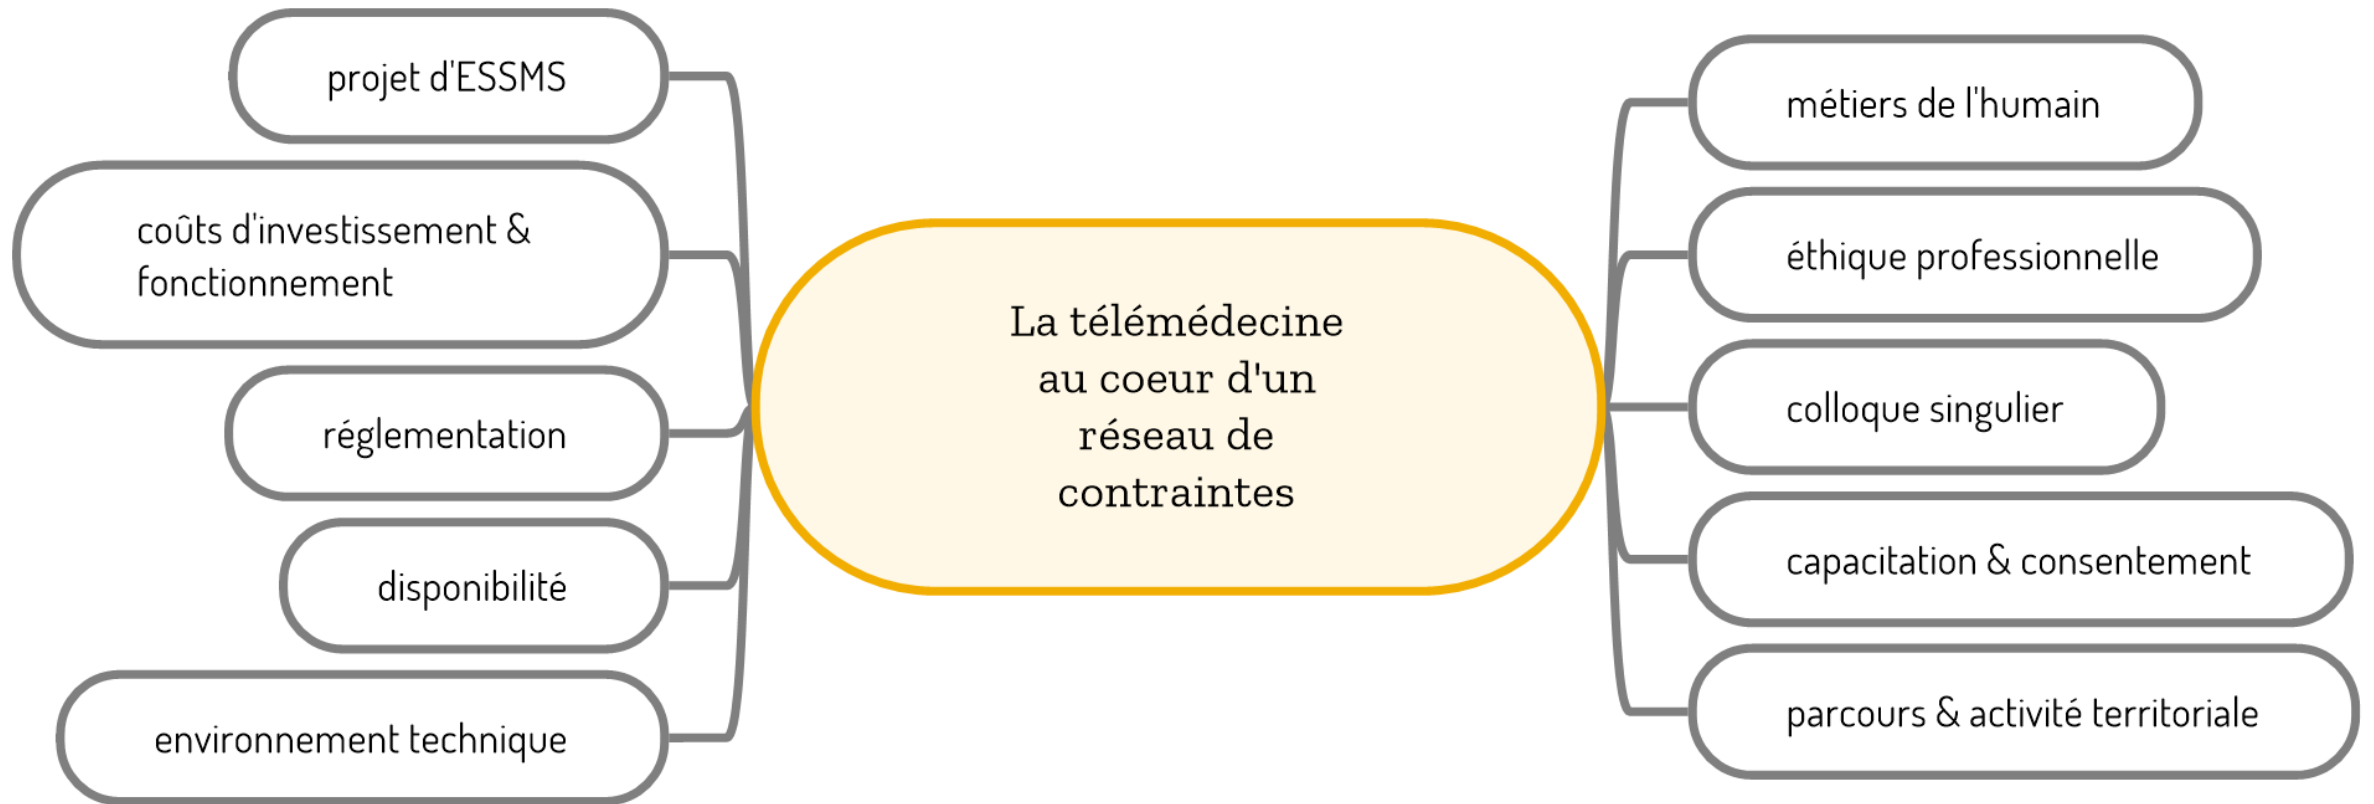 projet d'ESSMS
coûts d'investissement &
fonctionnement
réglementation
disponibilité
environnement technique
La télémédecine
au coeur d'un
réseau de
contraintes
métiers de l'humain
éthique professionnelle
colloque singulier
capacitation & consentement
parcours & activité territoriale